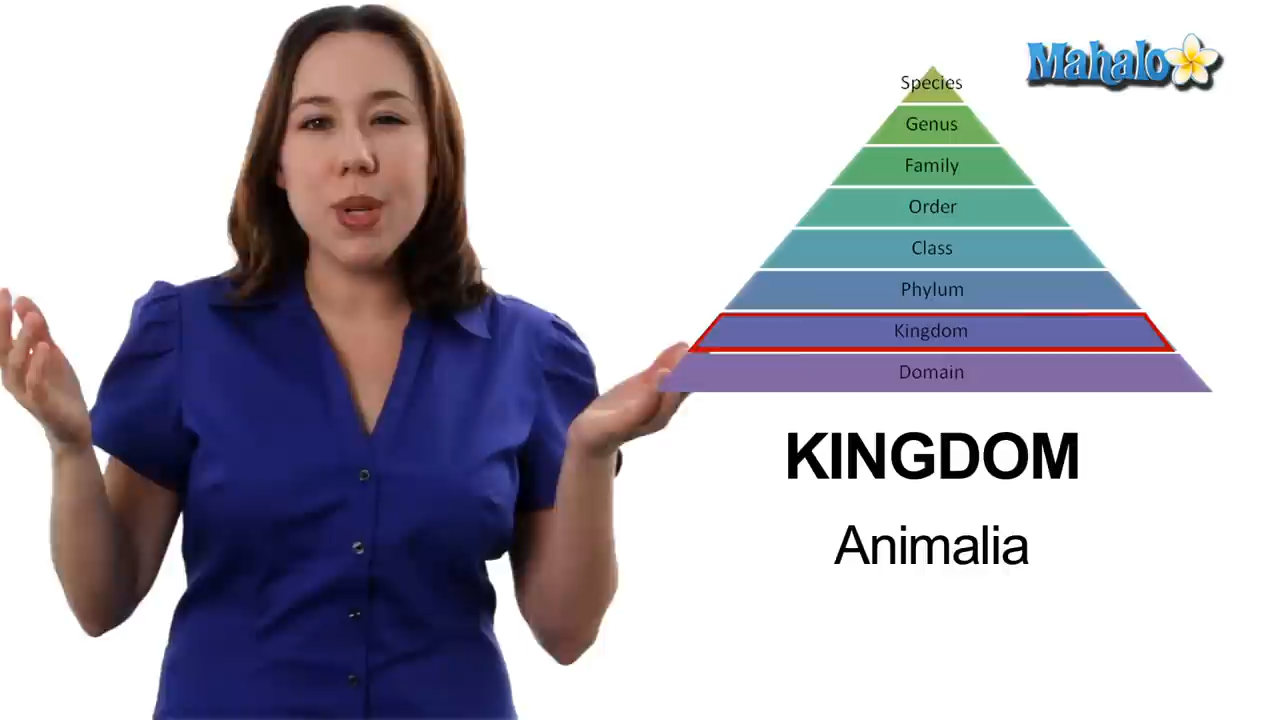 Mahalo
Species
Genus
Family
Order
Class
Phylum
Kingdom
Domain
KINGDOM
Animalia